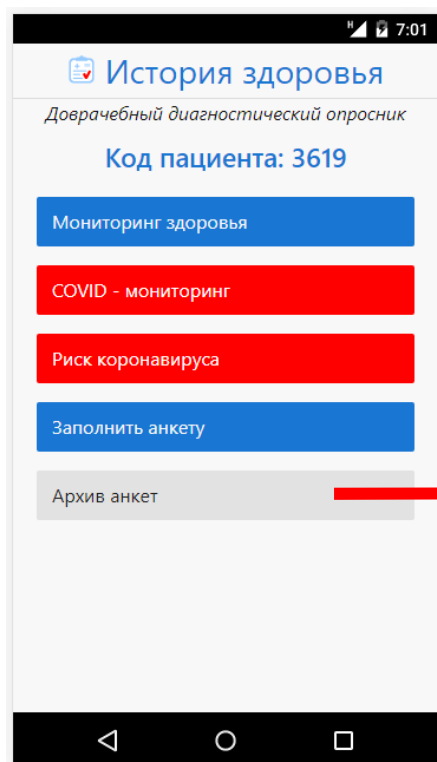 H 7:01
История здоровья
Доврачебный диагностический опросник
Код пациента: 3619
Мониторинг здоровья
COVID - мониторинг
Риск коронавируса
Заполнить анкету
Архив анкет